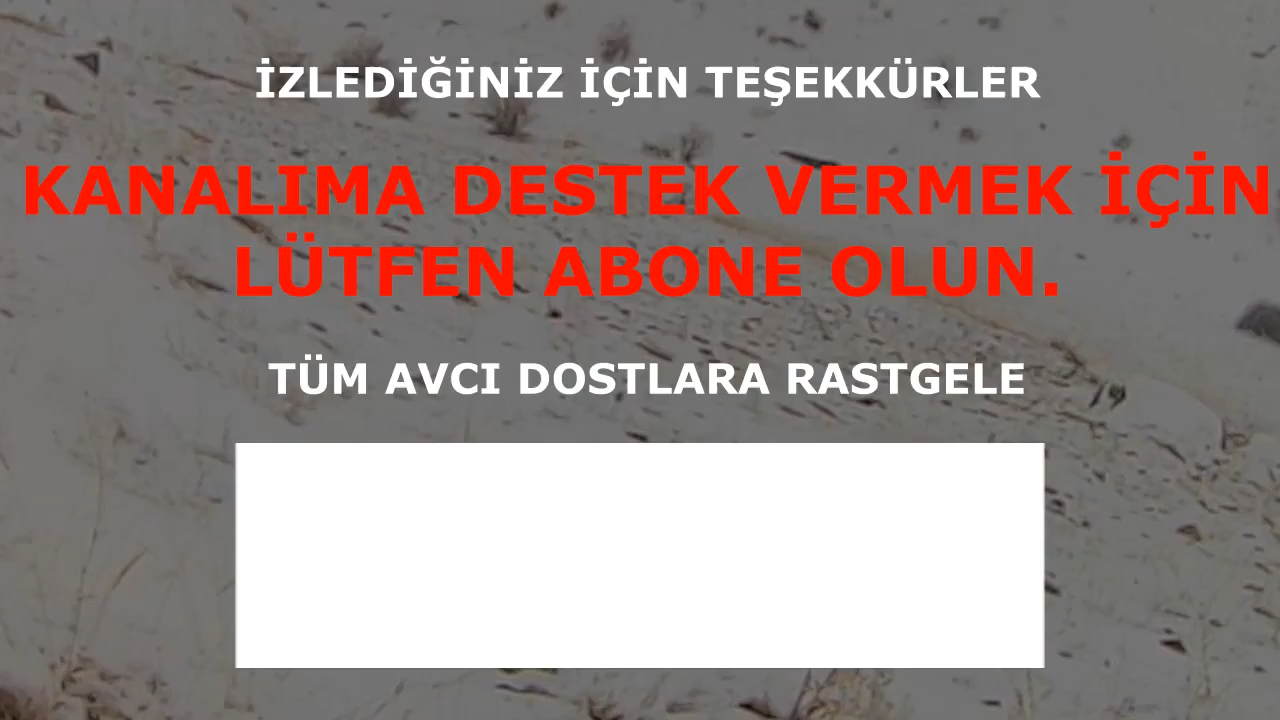 İZLEDİĞİNİZ İÇİN TEŞEKKÜRLER
KANALIMA DESTEK VERMEK İÇİN
LÜTFEN ABONE OLUN.
TÜM AVCI DOSTLARA RASTGELE